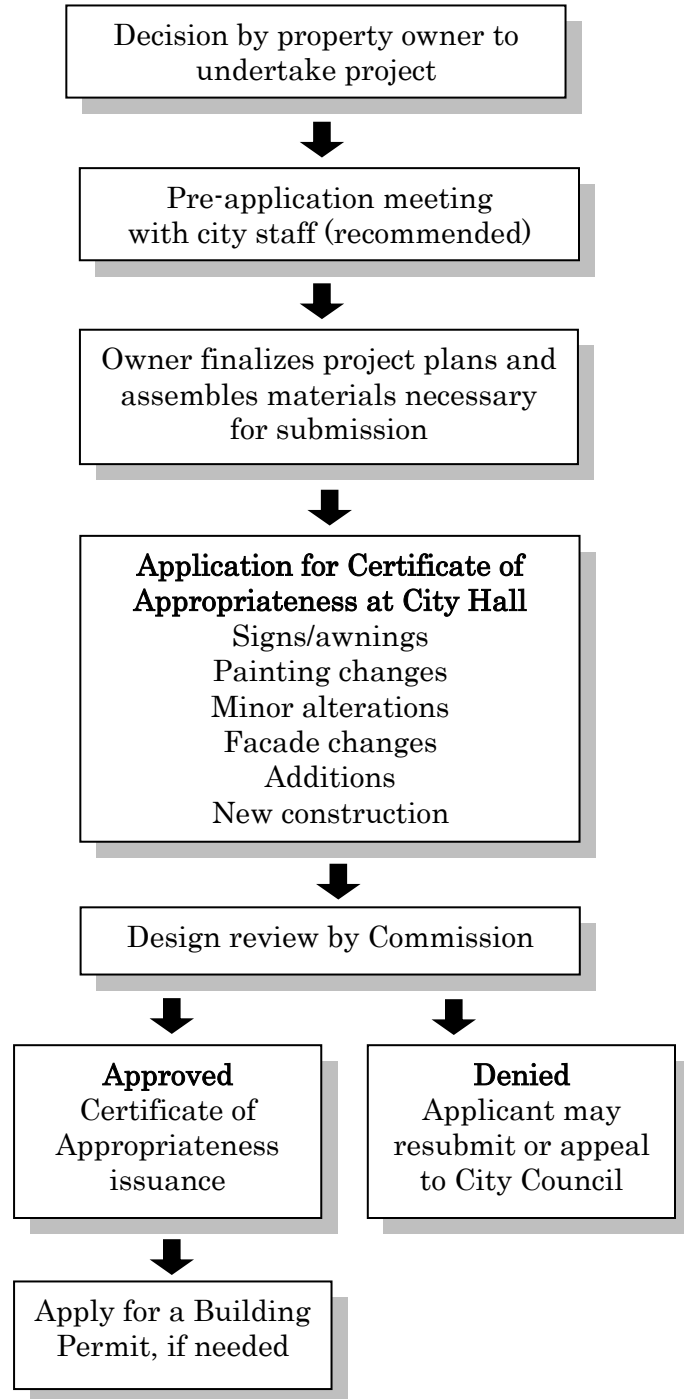 Decision by property owner to
undertake project
Pre-application meeting
with city staff (recommended)
Owner finalizes project plans and
assembles materials necessary
for submission
Application for Certificate of
Appropriateness at City Hall
Signs/awnings
Painting changes
Minor alterations
Facade changes
Additions
New construction
Design review by Commission
Approved
Certificate of
Appropriateness
issuance
Denied
Applicant may
resubmit or appeal
to City Council
Apply for a Building
Permit, if needed